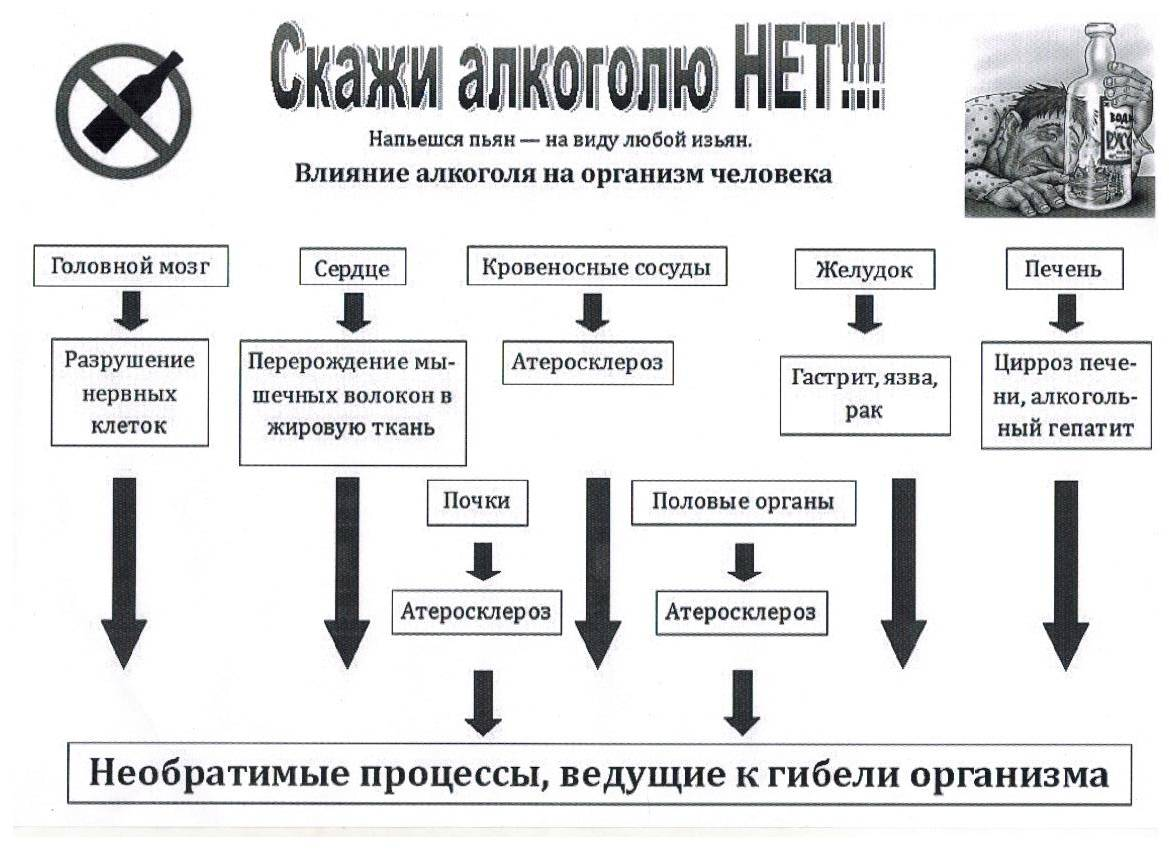 Скажи алкоголю НЕТ!!!
Напьешся пьян — на виду любой изьян.
Влияние алкоголя на организм человека
Головной мозг
Сердце
Кровеносные сосуды
Желудок
Печень
Разрушение
нервных
клеток
Перерождение мы-
шечных волокон в
жировую ткань
Атеросклероз
Гастрит, язва,
рак
Цирроз пече-
ни, алкоголь-
ный гепатит
Почки
Половые органы
Атеросклероз
Атеросклероз
Необратимые процессы, ведущие к гибели организма